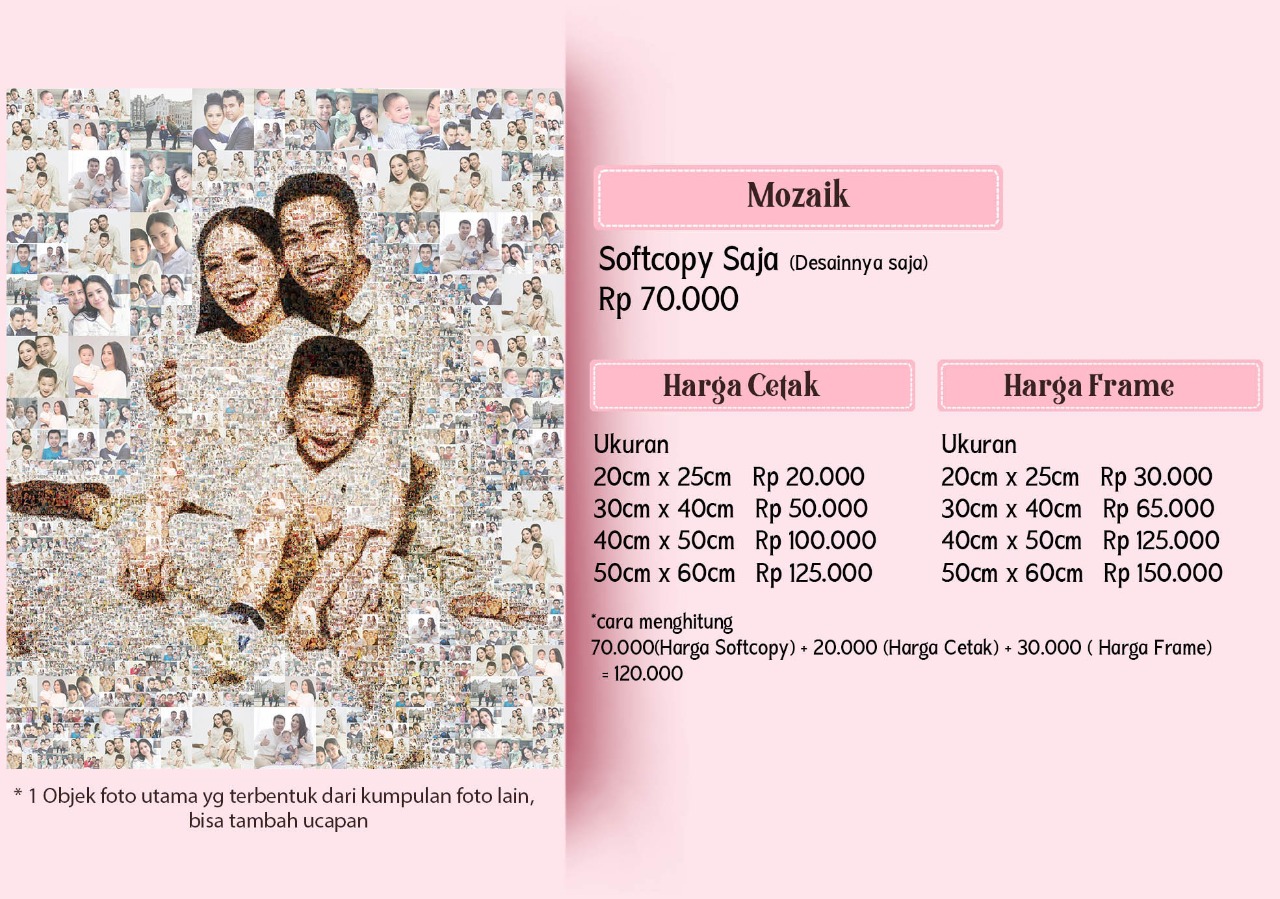 Mozaik
Softcopy Saja (Desainnya saja)
Rp 70.000
Harga Cetak
Ukuran
20cm x 25cm Rp 20.000
30cm x 40cm Rp 50.000
40cm x 50cm Rp 100.000
50cm x 60cm Rp 125.000
Harga Frame
Ukuran
20cm x 25cm Rp 30.000
30cm x 40cm Rp 65.000
40cm x 50cm Rp 125.000
50cm x 60cm Rp 150.000
*cara menghitung
70.000(Harga Softcopy) + 20.000 (Harga Cetak) + 30.000 ( Harga Frame)
= 120.000
* 1 Objek foto utama yg terbentuk dari kumpulan foto lain,
bisa tambah ucapan